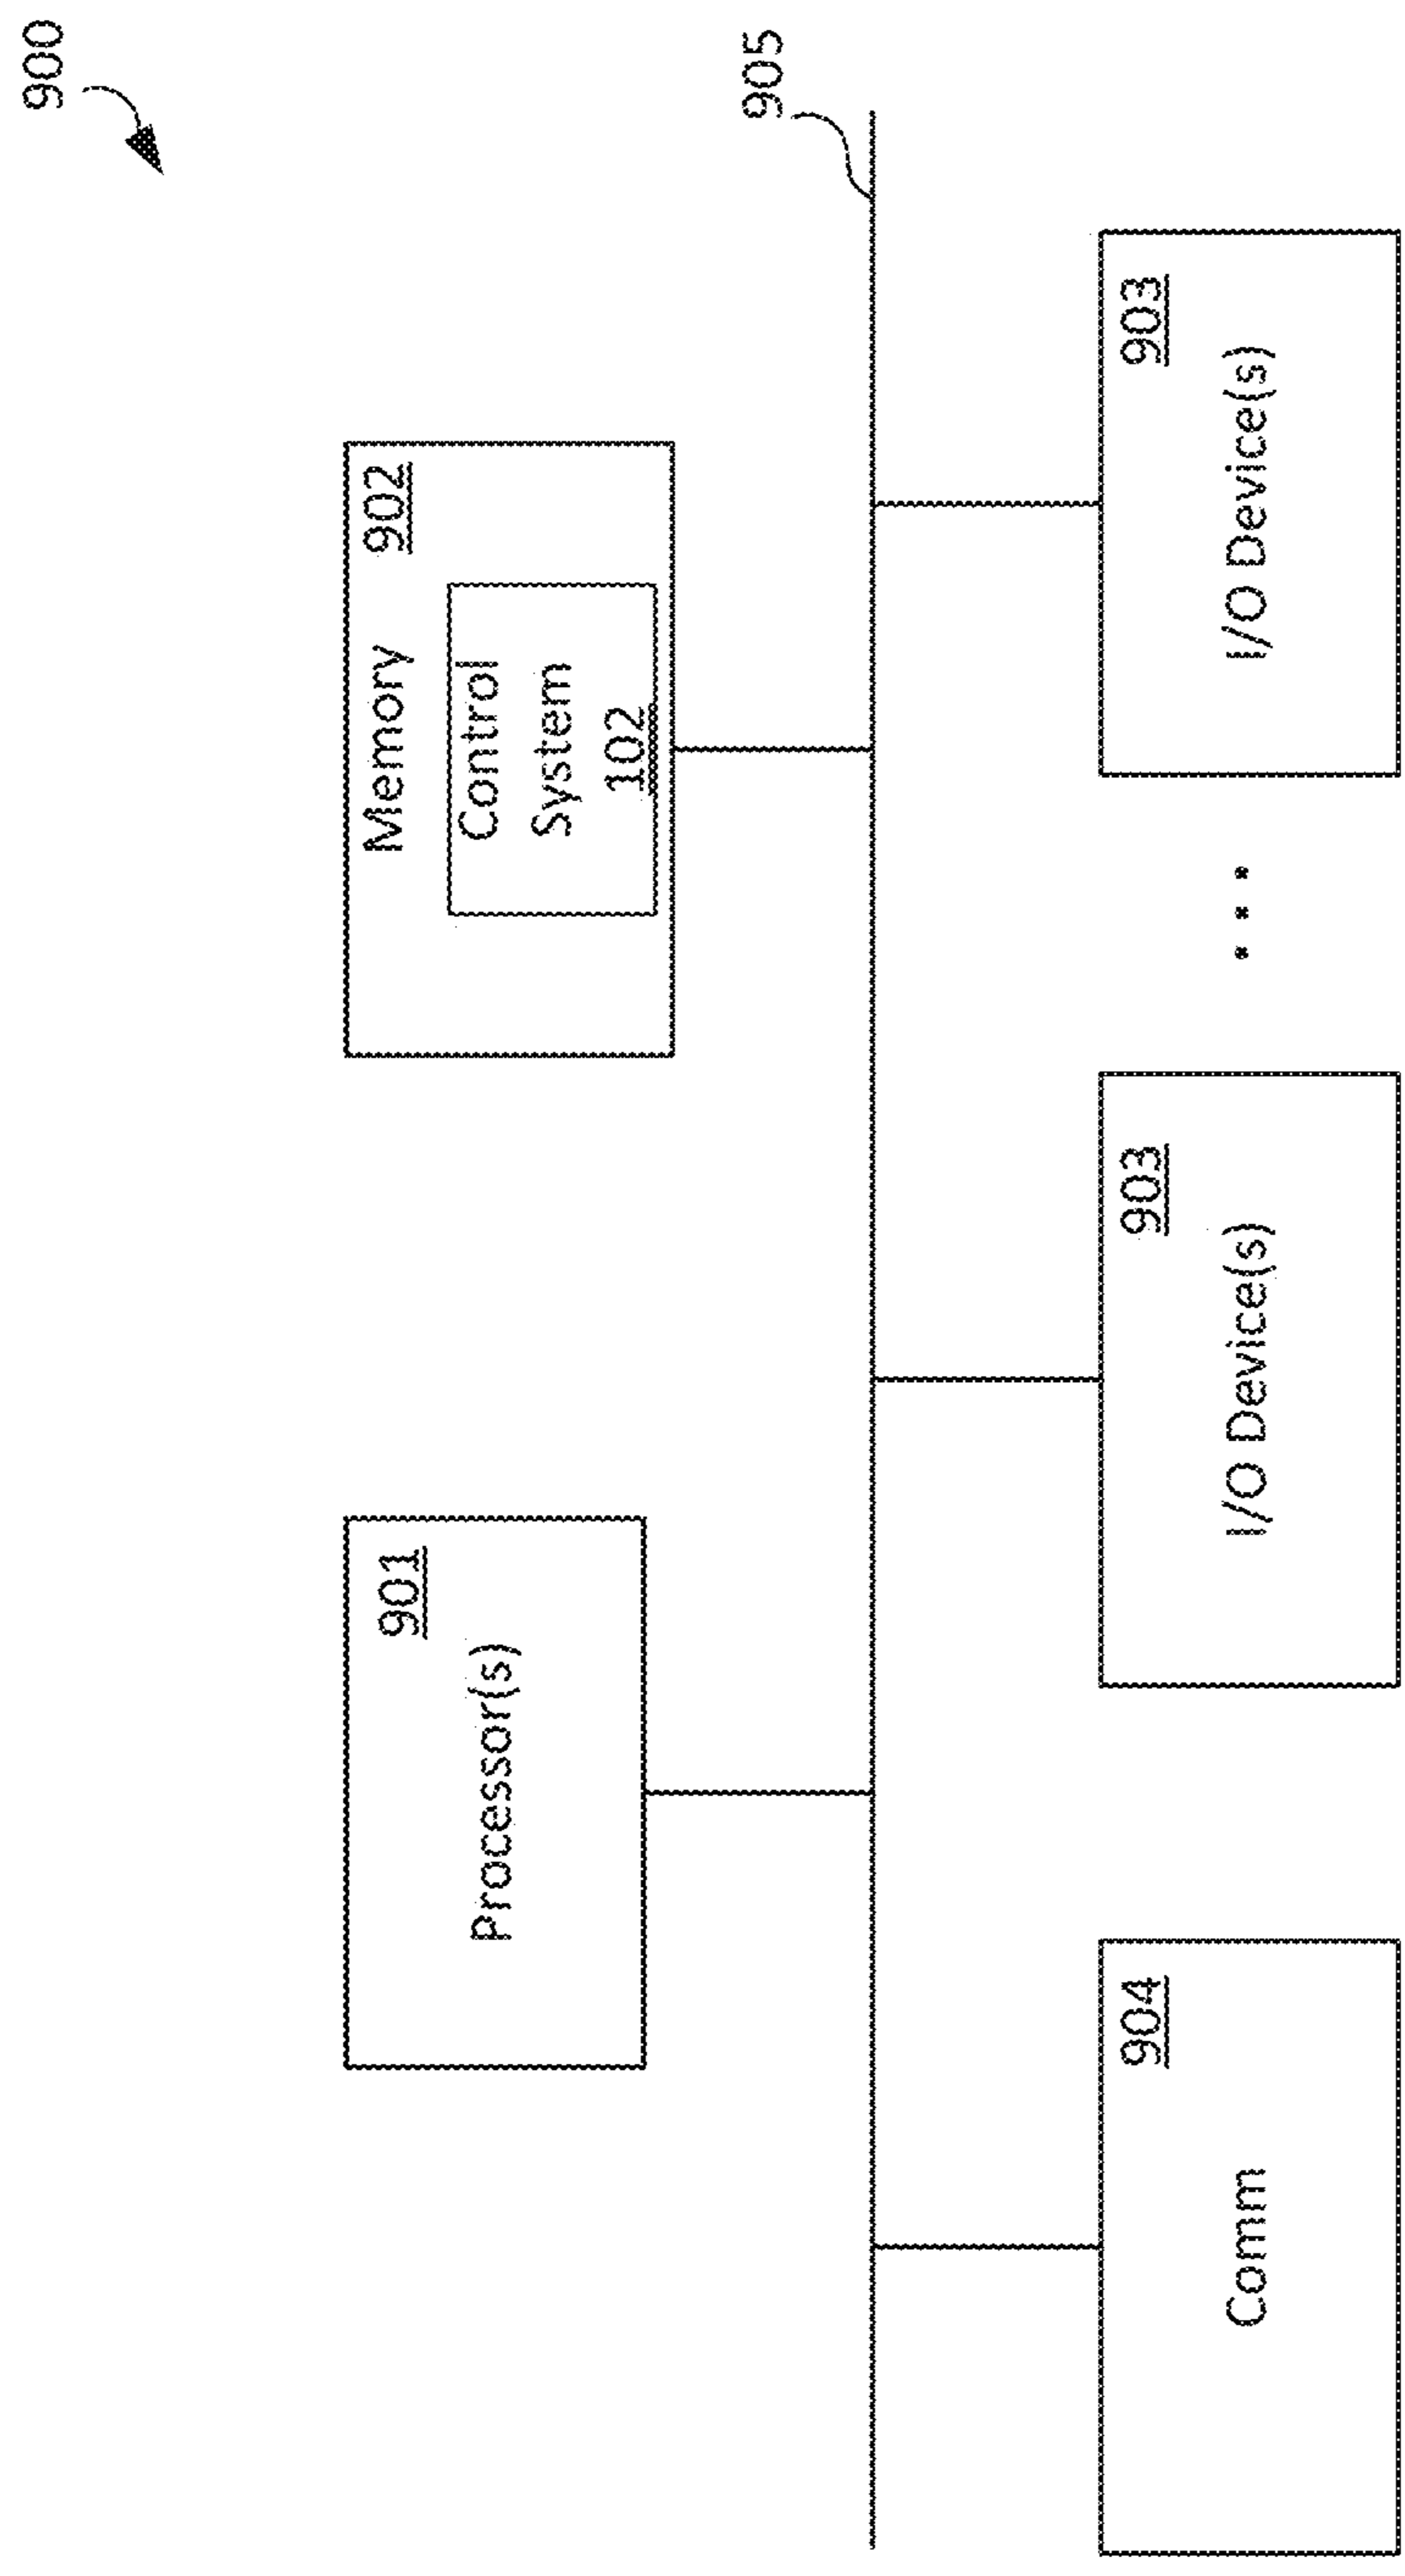 900
901
Processor(s)
902
Memory
Control
System
102
905
904
Comm
903
I/O Device(s)
903
I/O Device(s)